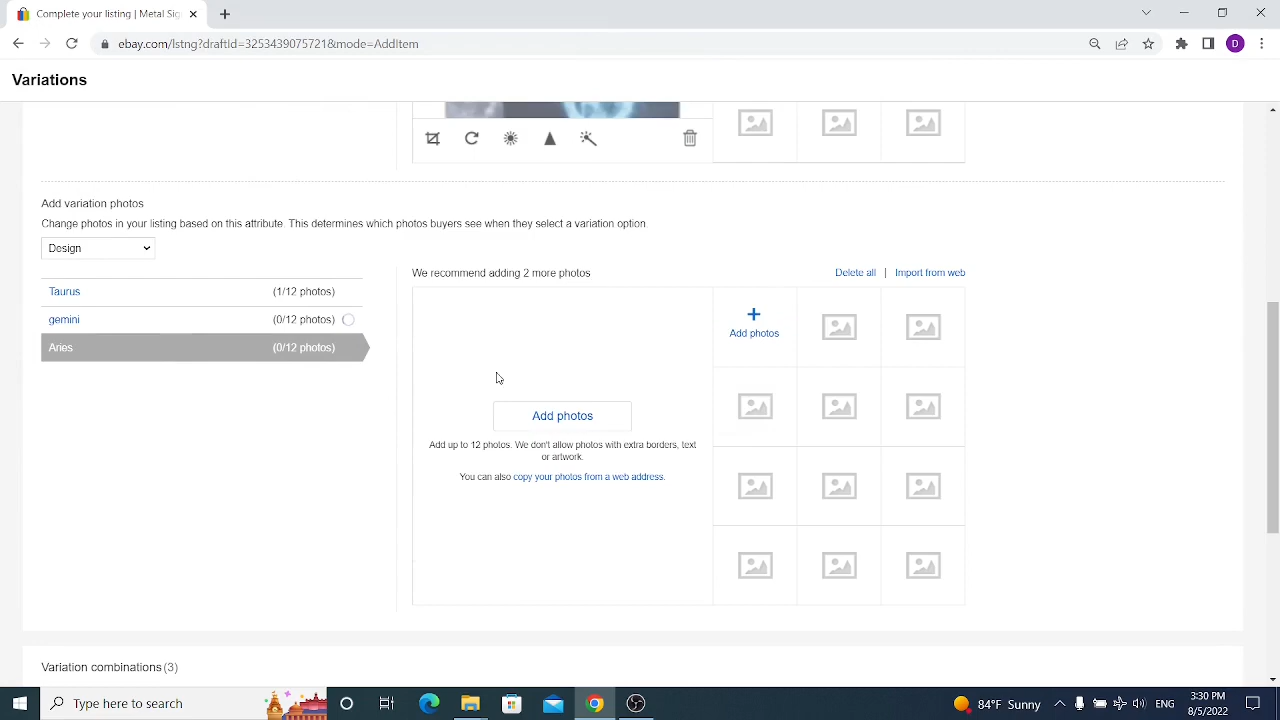 Complete your listing | Metal Sig
ebay.com/lstng?draftId=3253439075721&mode=AddItem
D
Variations
Add variation photos
Change photos in your listing based on this attribute. This determines which photos buyers see when they select a variation option.
Design
We recommend adding 2 more photos
Delete all | Import from web
Taurus (1/12 photos)
gemini (0/12 photos)
Aries (0/12 photos)
Add photos
Add photos
Add up to 12 photos. We don't allow photos with extra borders, text
or artwork.
You can also copy your photos from a web address.
Variation combinations (3)
Type here to search
84°F Sunny
ENG
3:30 PM
8/5/2022